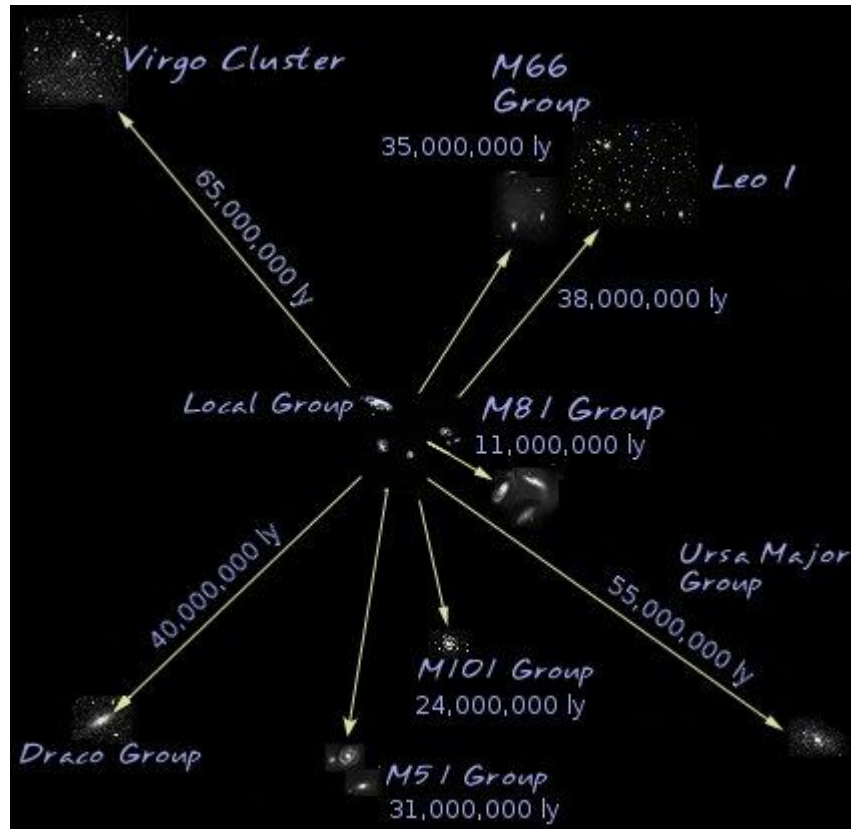 Virgo Cluster
M66
Group
35,000,000 ly
Leo 1
65,000,000 ly
38,000,000 ly
Local Group
M81 Group
11,000,000 ly
Ursa Major
Group
40,000,000 ly
55,000,000 ly
M101 Group
24,000,000 ly
Draco Group
M51 Group
31,000,000 ly